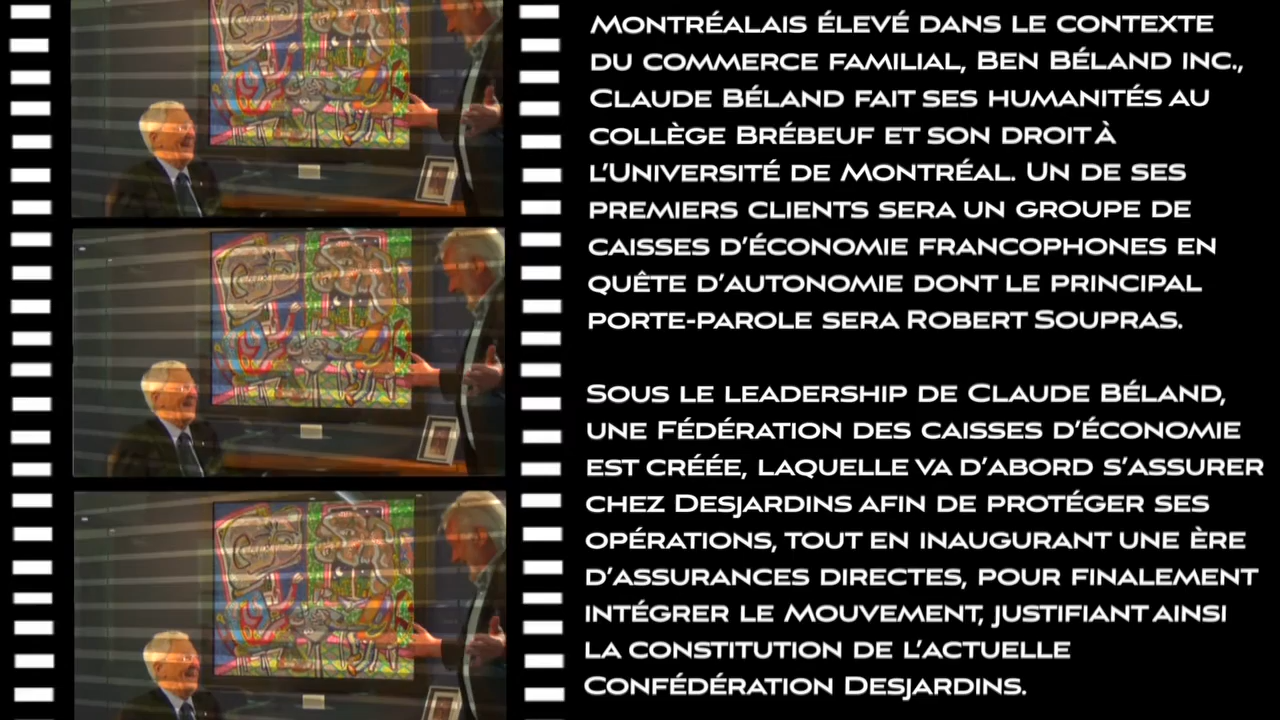 Montréalais élevé dans le contexte
du commerce familial, Ben Béland inc.,
Claude Béland fait ses humanités au
collège Brébeuf et son droit à
l'Université de Montréal. Un de ses
premiers clients sera un groupe de
caisses d'économie francophones en
quête d'autonomie dont le principal
porte-parole sera Robert Soupras.
Sous le leadership de Claude Béland,
une Fédération des caisses d'économie
est créée, laquelle va d'abord s'assurer
chez Desjardins afin de protéger ses
opérations, tout en inaugurant une ère
d'assurances directes, pour finalement
intégrer le Mouvement, justifiant ainsi
la constitution de l'actuelle
Confédération Desjardins.